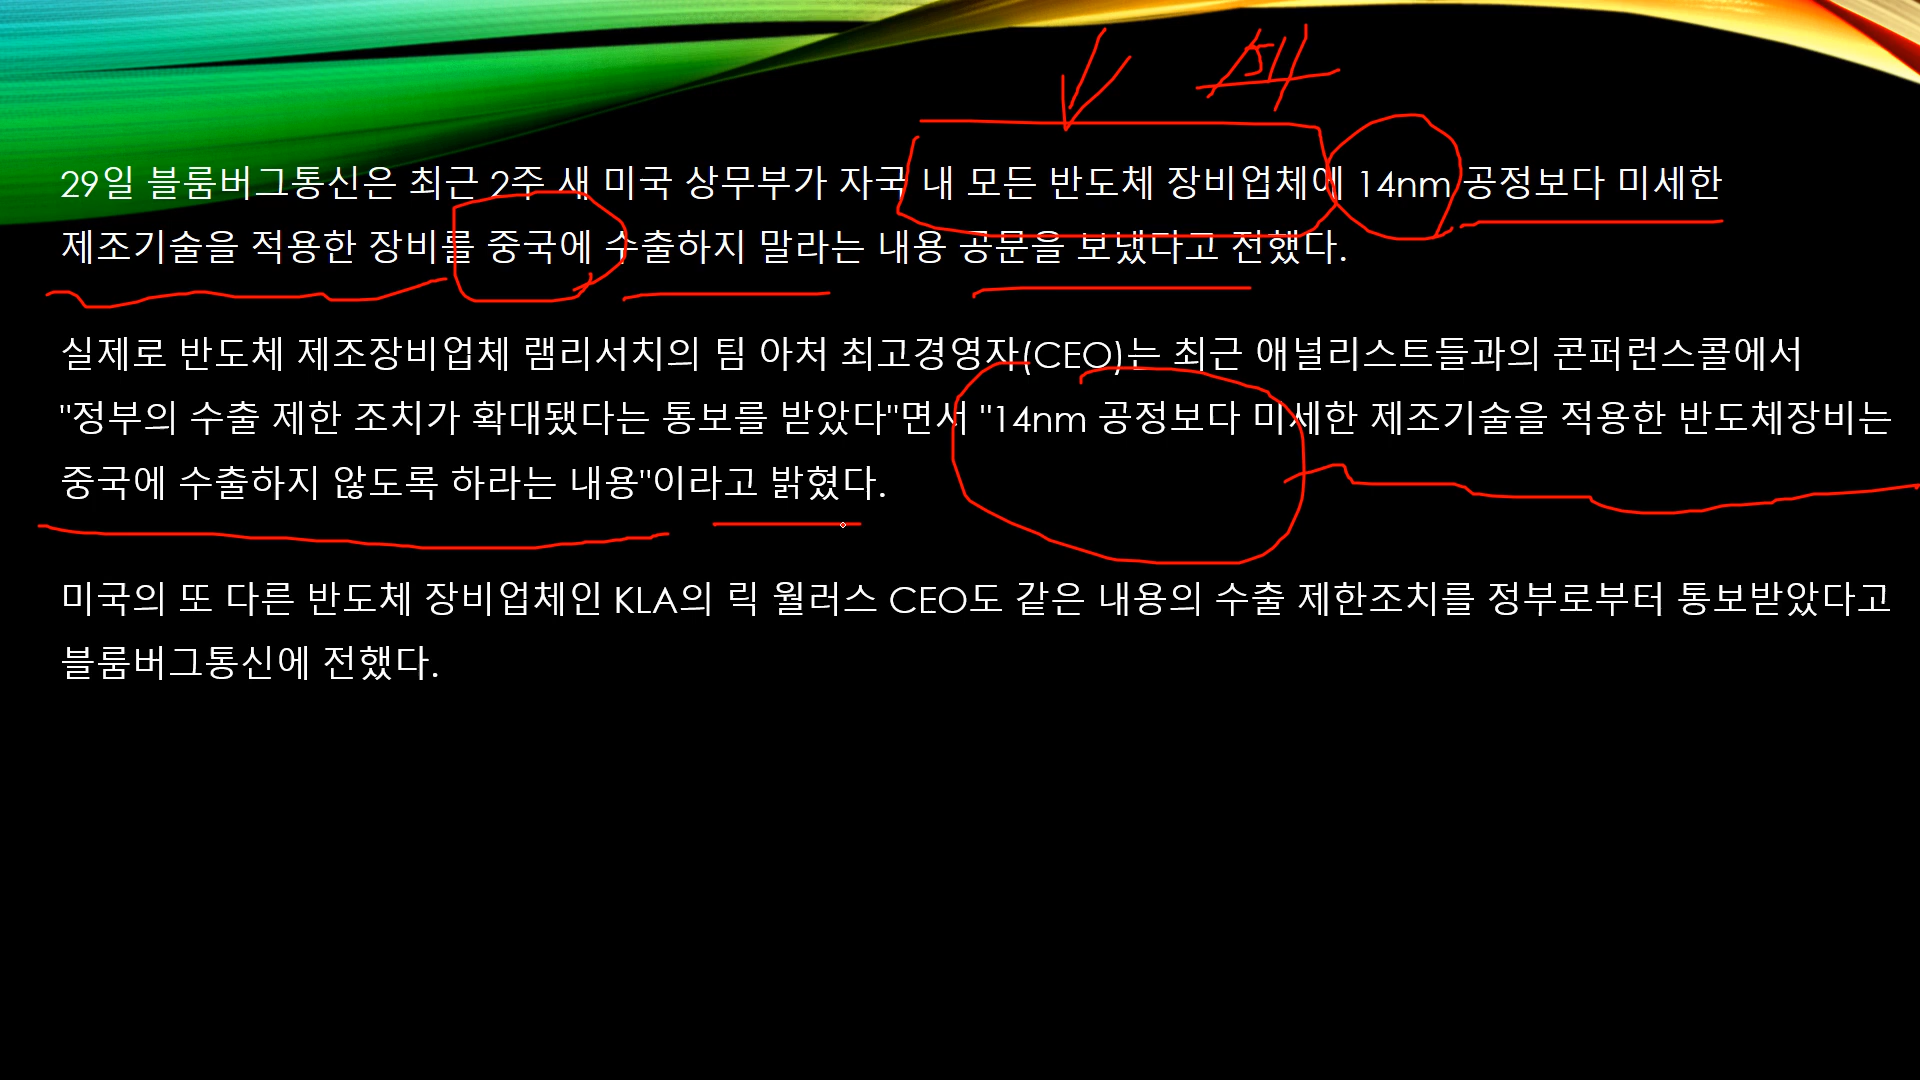 29일 블룸버그통신은 최근 2주 새 미국 상무부가 자국 내 모든 반도체 장비업체에 14nm 공정보다 미세한
제조기술을 적용한 장비를 중국에 수출하지 말라는 내용 공문을 보냈다고 전했다.
실제로 반도체 제조장비업체 램리서치의 팀 아처 최고경영자(CEO)는 최근 애널리스트들과의 콘퍼런스콜에서
"정부의 수출 제한 조치가 확대됐다는 통보를 받았다"면서 "14nm 공정보다 미세한 제조기술을 적용한 반도체장비는
중국에 수출하지 않도록 하라는 내용"이라고 밝혔다.
미국의 또 다른 반도체 장비업체인 KLA의 릭 월러스 CEO도 같은 내용의 수출 제한조치를 정부로부터 통보받았다고
블룸버그통신에 전했다.